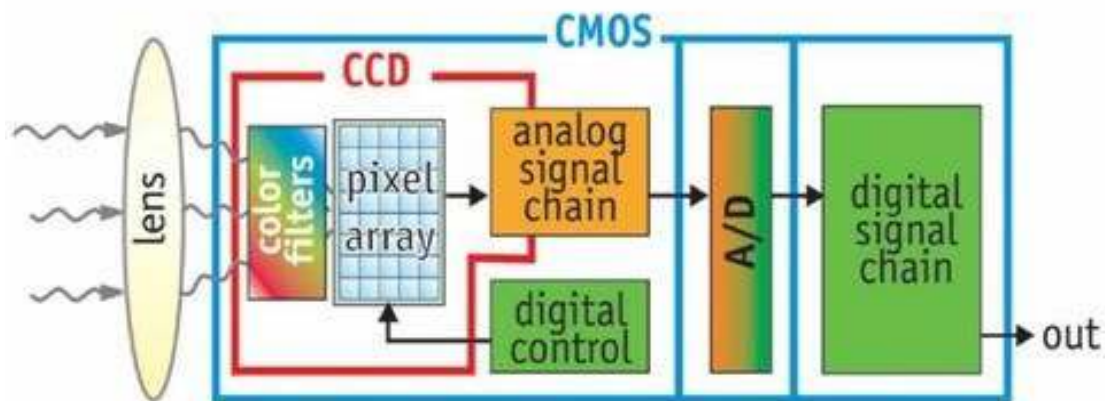 CMOS
CCD
lens
color
filters
pixel
array
analog
signal
chain
digital
control
A/D
digital
signal
chain
out